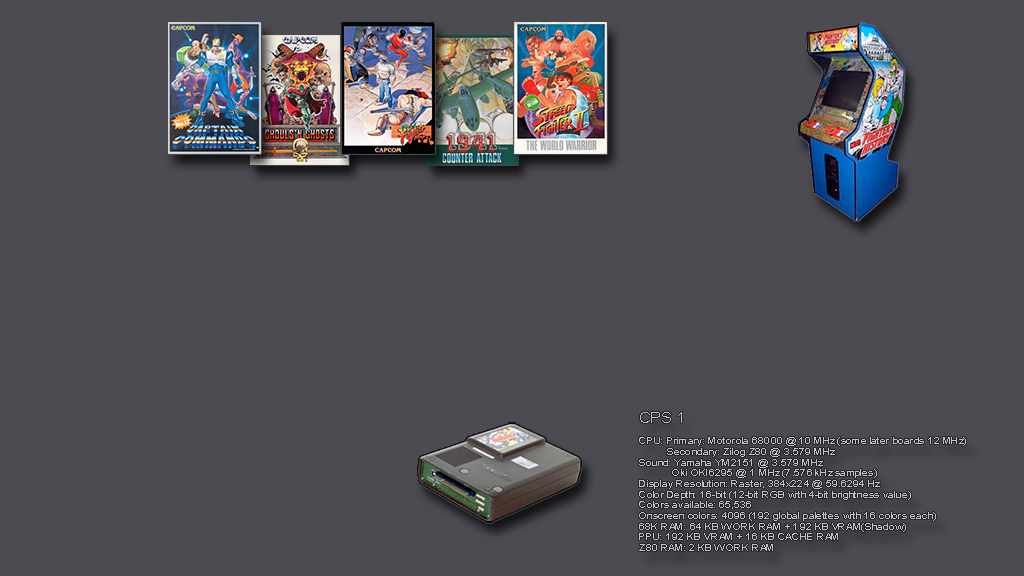 CAPCOM
CAPTAIN
COMMANDO
CAPCOM
GHOULS'N GHOSTS
CAPCOM
1941
COUNTER ATTACK
CAPCOM
STREET
FIGHTER II
THE WORLD WARRIOR
FIGHTER'S
HISTORY
FIGHTER'S
HISTORY
CPS 1
CPU: Primary: Motorola 68000 @ 10 MHz (some later boards 12 MHz)
Secondary: Zilog Z80 @ 3.579 MHz
Sound: Yamaha YM2151 @ 3.579 MHz
Oki OKI6295 @ 1 MHz (7.576 kHz samples)
Display Resolution: Raster, 384x224 @ 59.6294 Hz
Color Depth: 16-bit (12-bit RGB with 4-bit brightness value)
Colors available: 65,536
Onscreen colors: 4096 (192 global palettes with 16 colors each)
68K RAM: 64 KB WORK RAM + 192 KB VRAM(Shadow)
PPU: 192 KB VRAM + 16 KB CACHE RAM
Z80 RAM: 2 KB WORK RAM